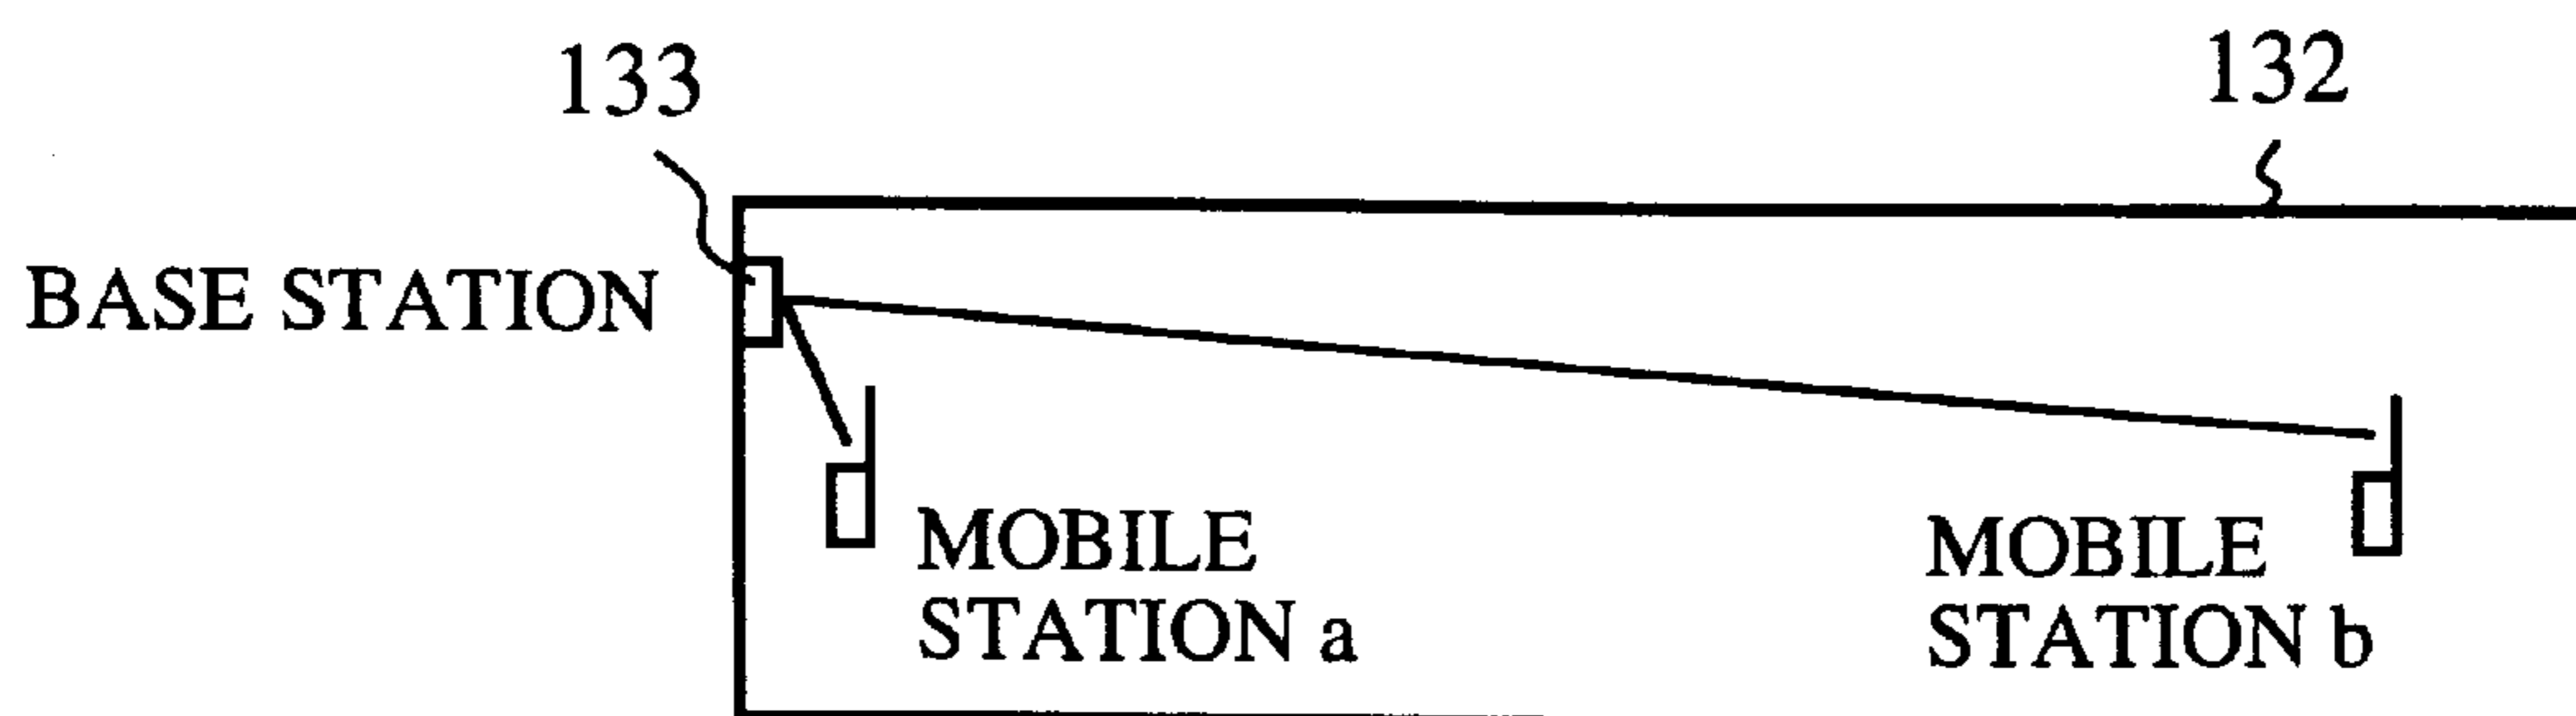 133
132
BASE STATION
MOBILE
STATION a
MOBILE
STATION b